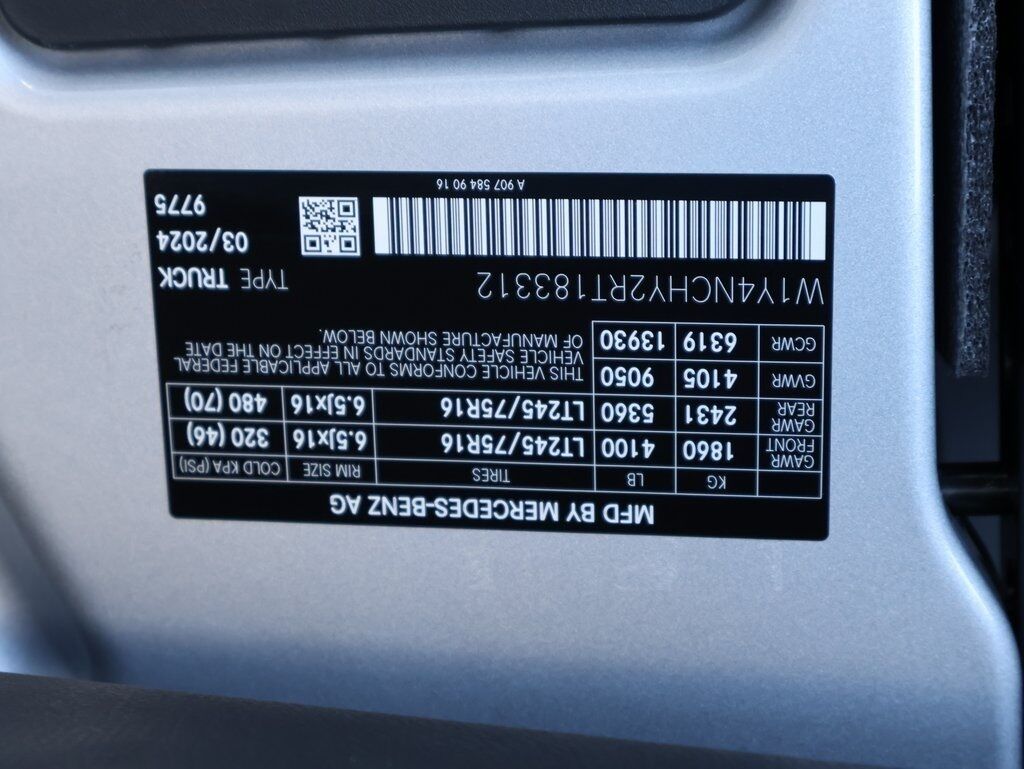 MFD BY MERCEDES-BENZ AG
KG LB TIRES RIM SIZE COLD KPA (PSI)
GAWR FRONT 1860 4100 LT245/75R16 6.5Jx16 320 (46)
GAWR REAR 2431 5360 LT245/75R16 6.5Jx16 480 (70)
GVWR 4105 9050
GCWR 6319 13930
THIS VEHICLE CONFORMS TO ALL APPLICABLE FEDERAL
VEHICLE SAFETY STANDARDS IN EFFECT ON THE DATE
OF MANUFACTURE SHOWN BELOW.
W1Y4NCHY2RT183312 TYPE TRUCK
03/2024
9775
A 907 584 90 16